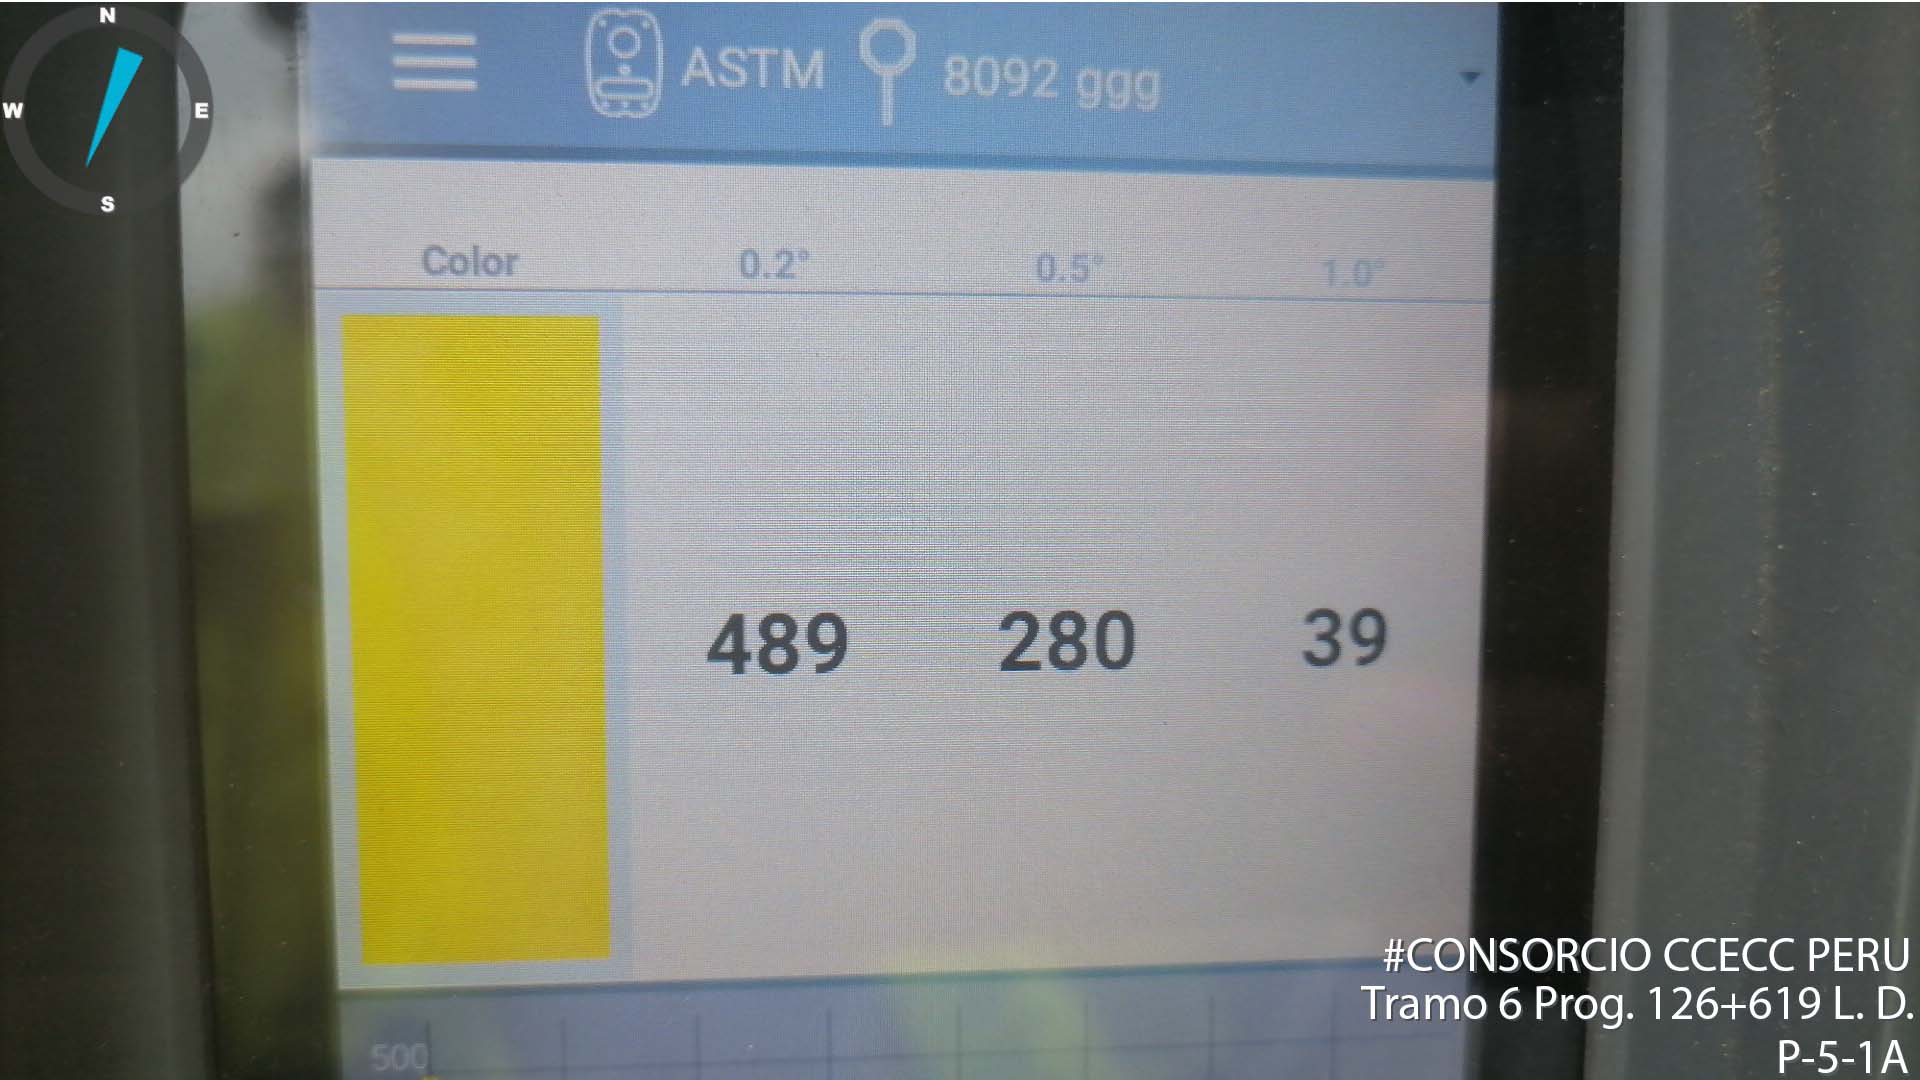 N
W E
S
ASTM 8092 ggg
Color 0.2° 0.5° 1.0°
489 280 39
500
#CONSORCIO CCECC PERU
Tramo 6 Prog. 126+619 L. D.
P-5-1A